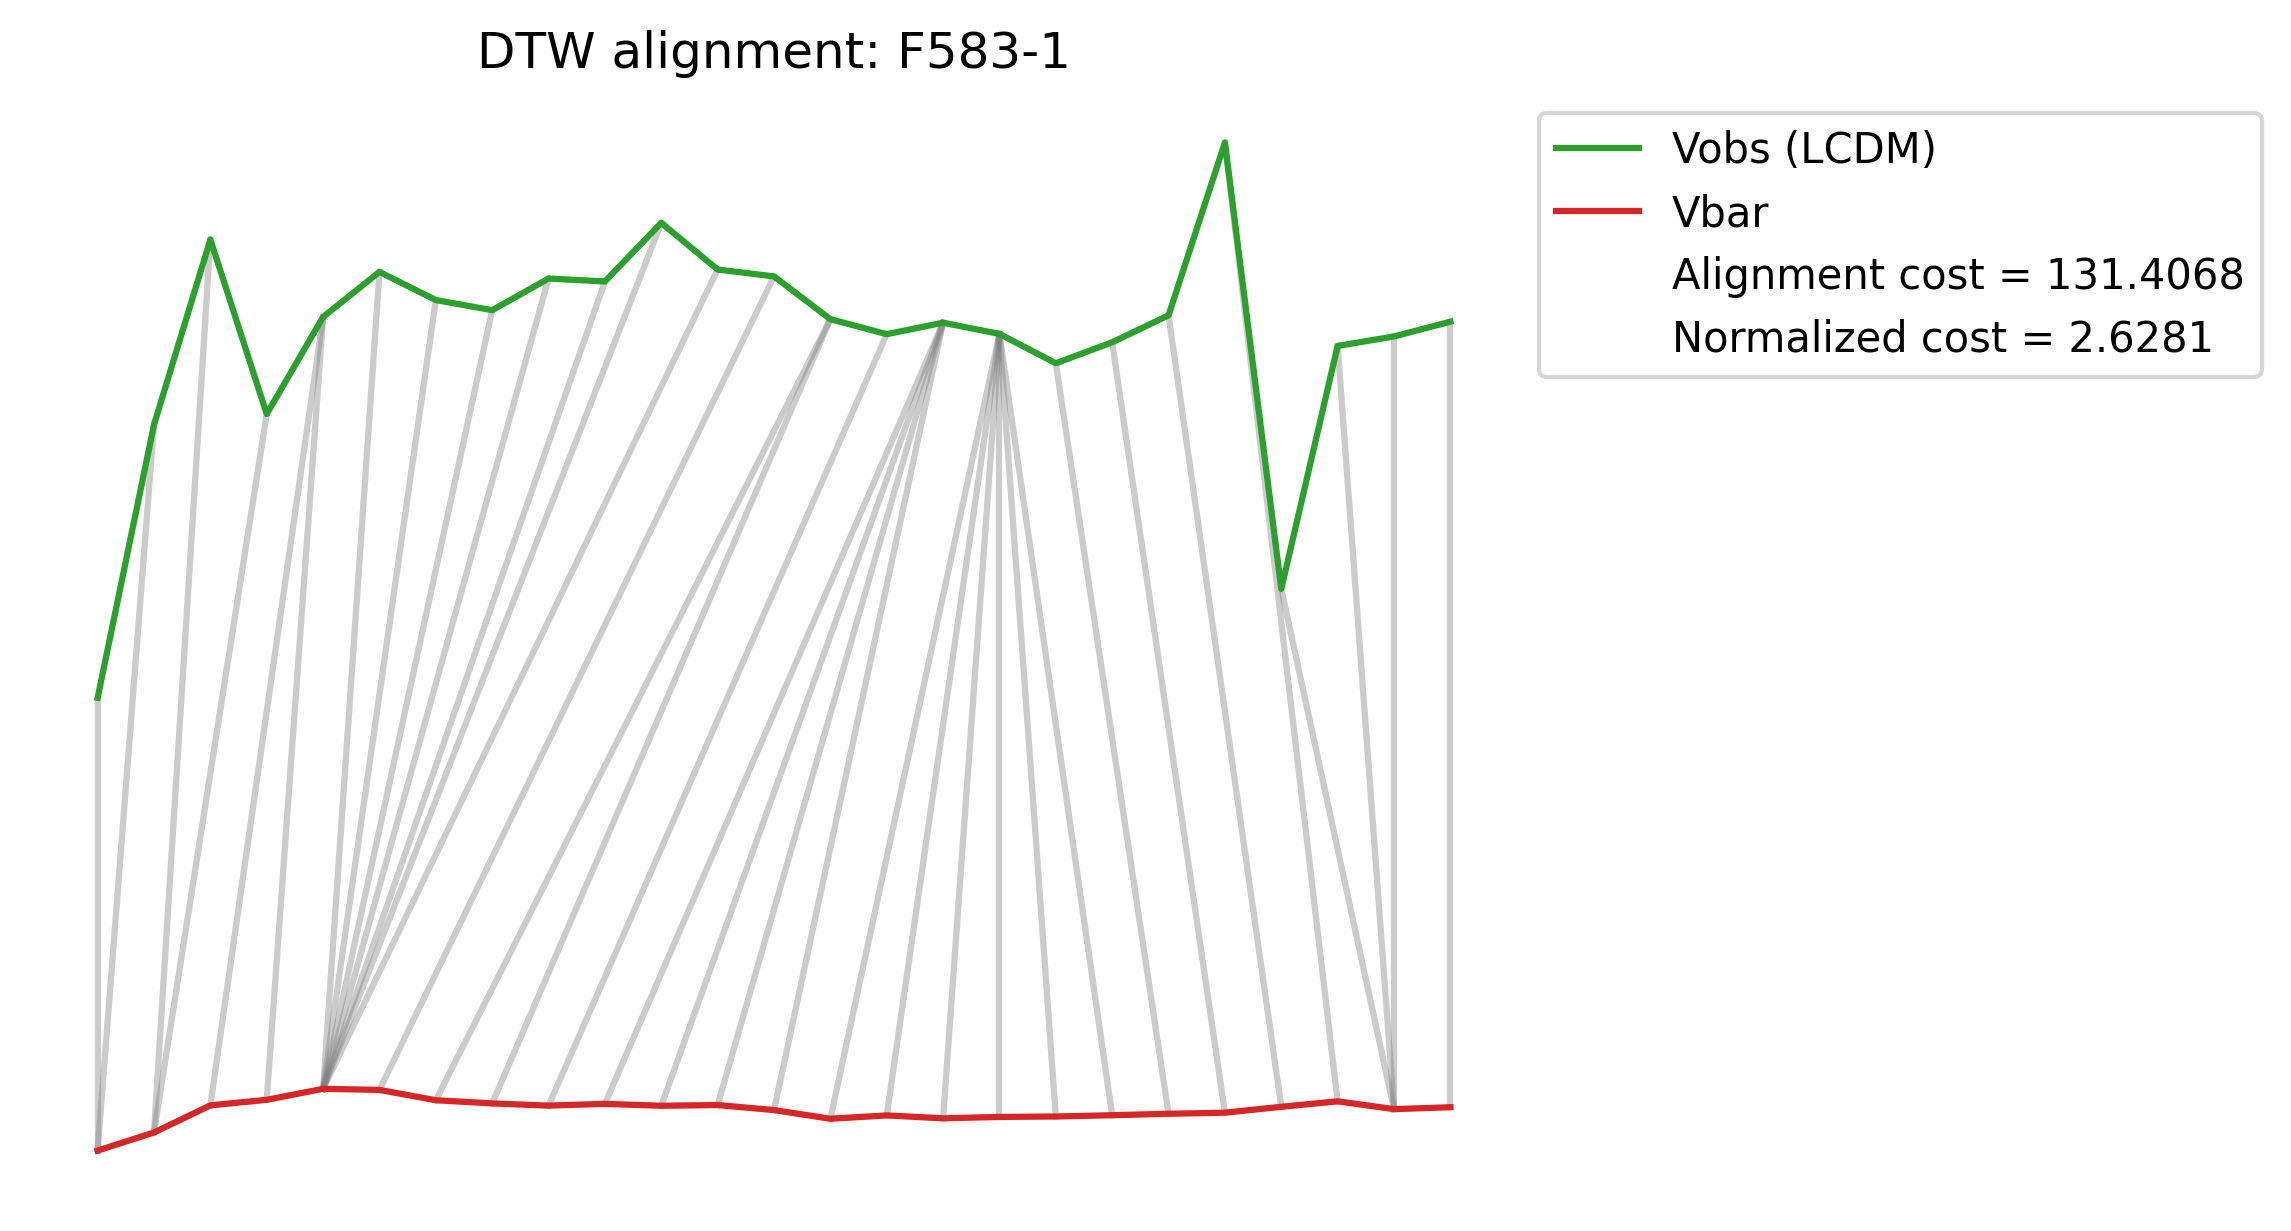 DTW alignment: F583-1
Vobs (LCDM)
Vbar
Alignment cost = 131.4068
Normalized cost = 2.6281